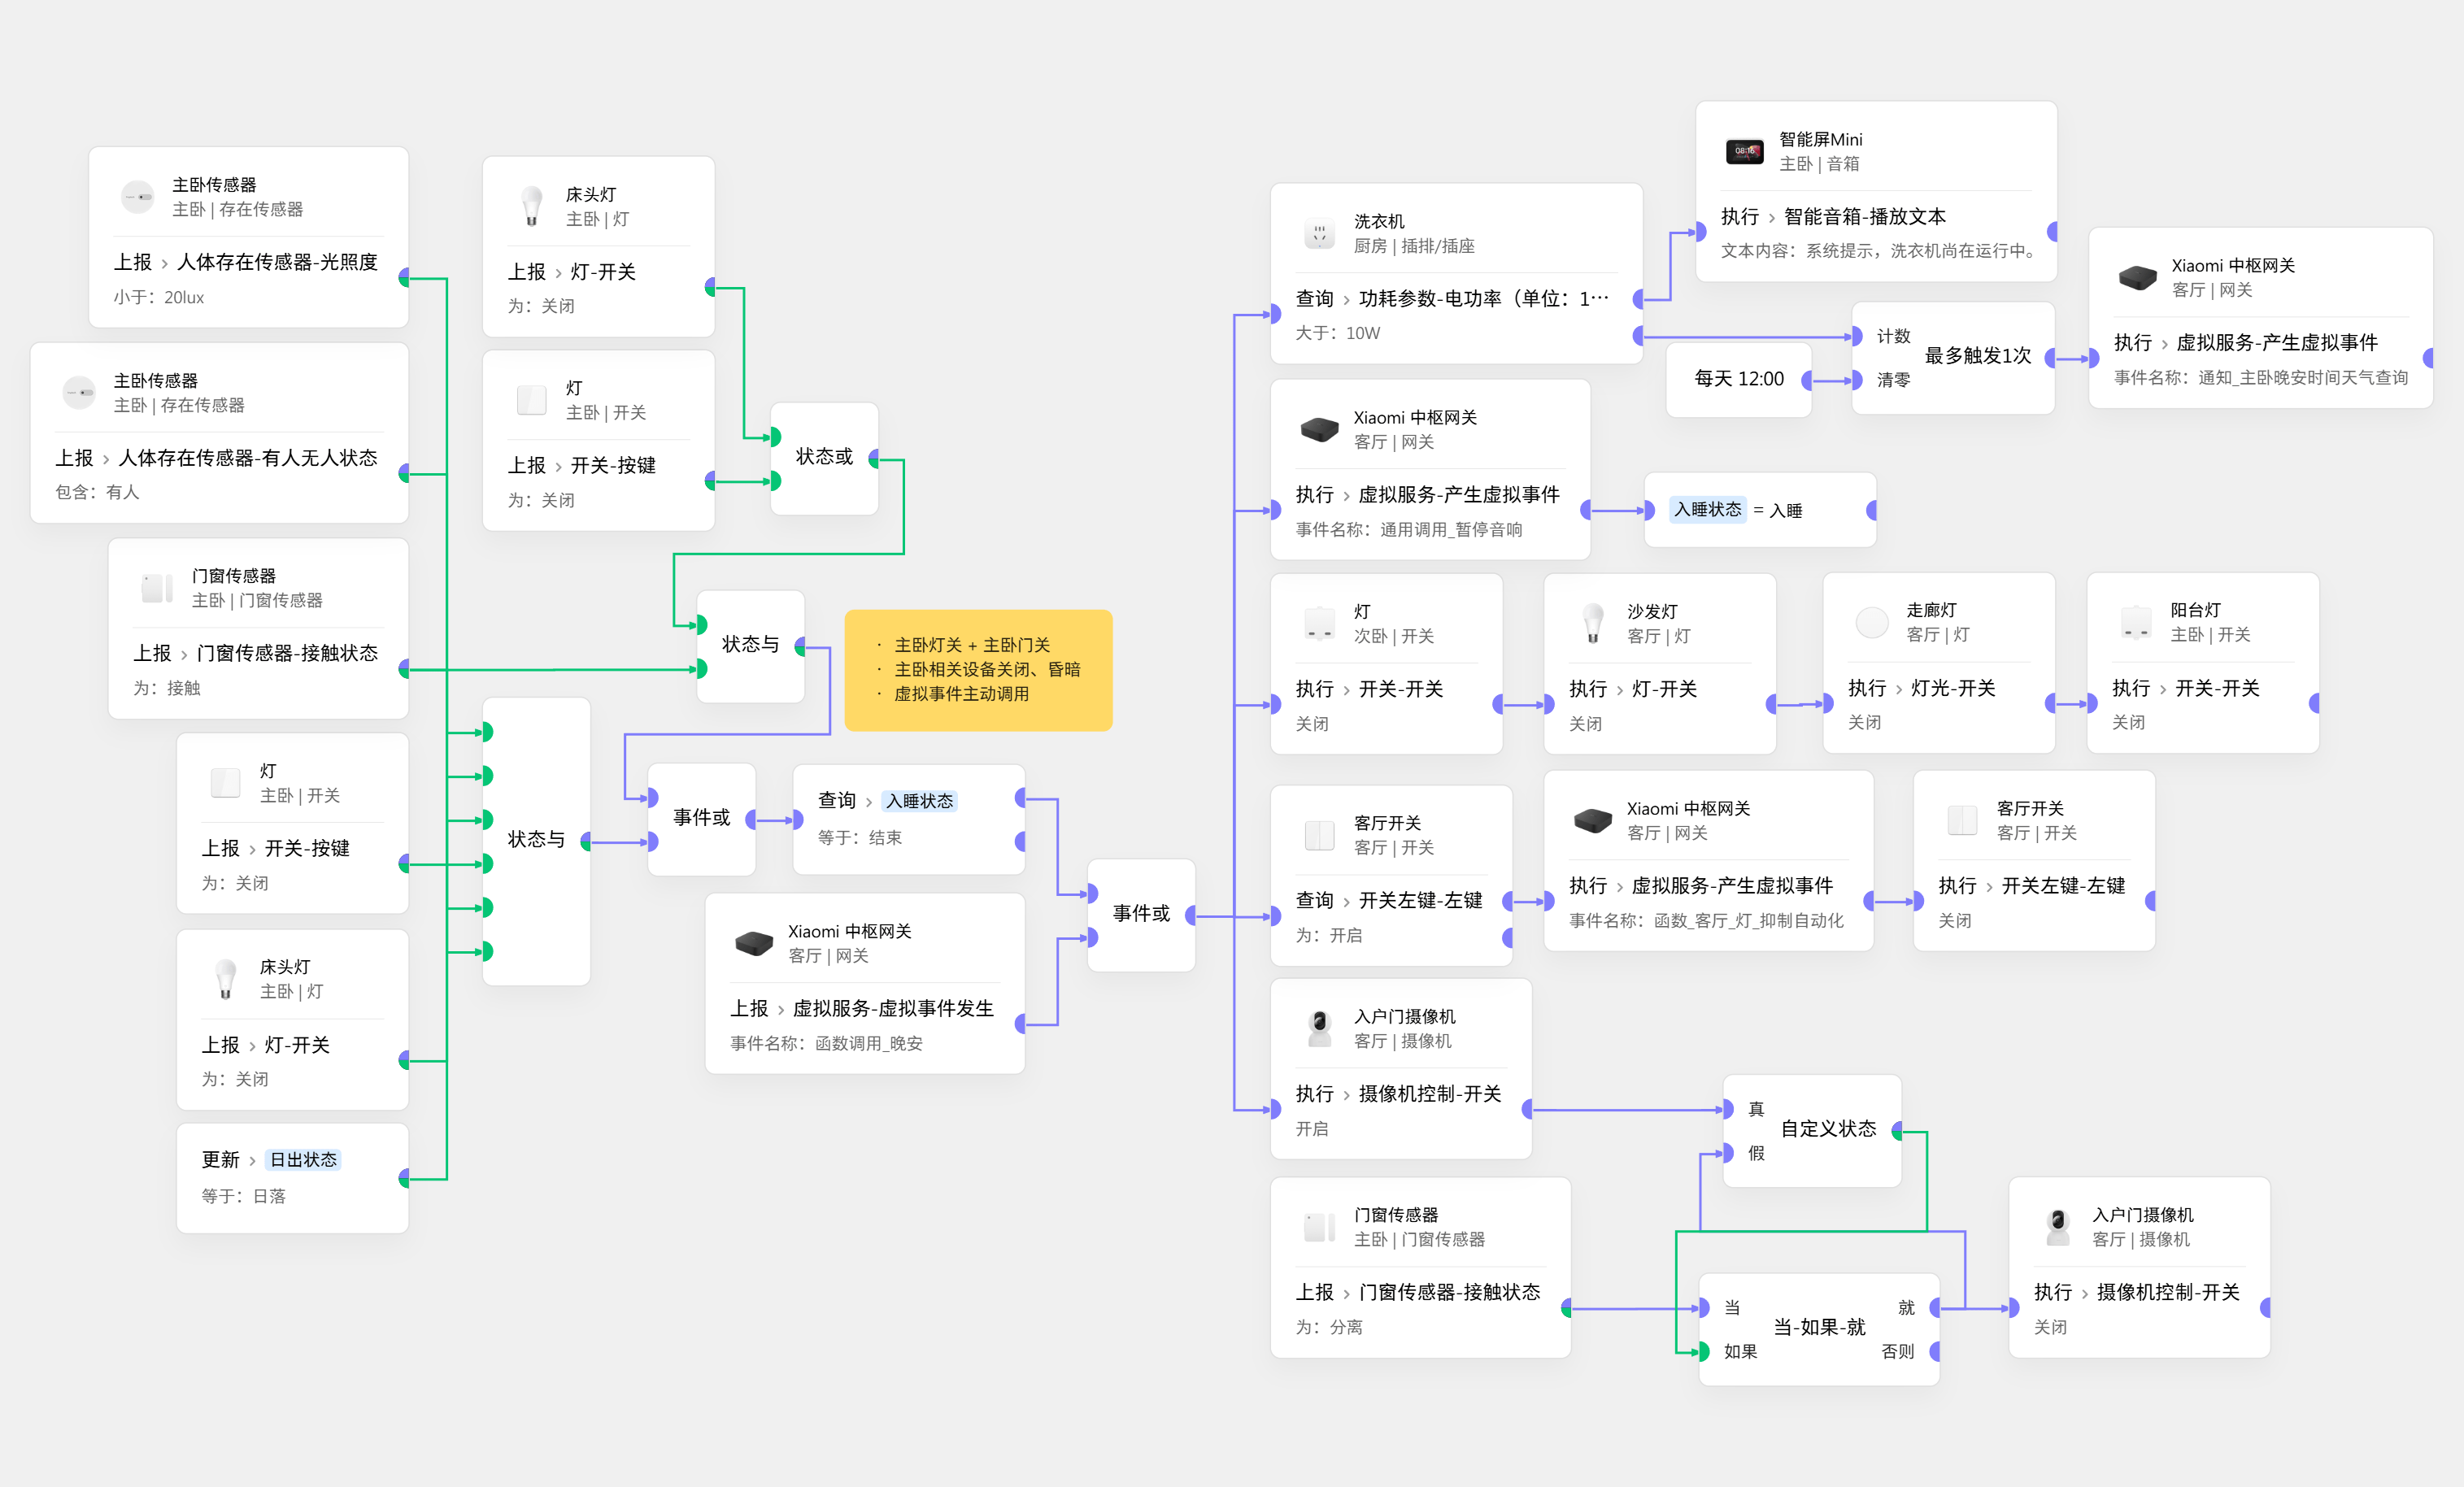 主卧传感器
主卧 | 存在传感器
上报 › 人体存在传感器-光照度
小于：20lux
主卧传感器
主卧 | 存在传感器
上报 › 人体存在传感器-有人无人状态
包含：有人
门窗传感器
主卧 | 门窗传感器
上报 › 门窗传感器-接触状态
为：接触
灯
主卧 | 开关
上报 › 开关-按键
为：关闭
床头灯
主卧 | 灯
上报 › 灯-开关
为：关闭
更新 › 日出状态
等于：日落
床头灯
主卧 | 灯
上报 › 灯-开关
为：关闭
灯
主卧 | 开关
上报 › 开关-按键
为：关闭
状态或
状态与
· 主卧灯关 + 主卧门关
· 主卧相关设备关闭、昏暗
· 虚拟事件主动调用
状态与
事件或
查询 › 入睡状态
等于：结束
Xiaomi 中枢网关
客厅 | 网关
上报 › 虚拟服务-虚拟事件发生
事件名称：函数调用_晚安
事件或
洗衣机
厨房 | 插排/插座
查询 › 功耗参数-电功率（单位：1···
大于：10W
智能屏Mini
主卧 | 音箱
执行 › 智能音箱-播放文本
文本内容：系统提示，洗衣机尚在运行中。
每天 12:00
计数
最多触发1次
清零
Xiaomi 中枢网关
客厅 | 网关
执行 › 虚拟服务-产生虚拟事件
事件名称：通知_主卧晚安时间天气查询
Xiaomi 中枢网关
客厅 | 网关
执行 › 虚拟服务-产生虚拟事件
事件名称：通用调用_暂停音响
入睡状态 = 入睡
灯
次卧 | 开关
执行 › 开关-开关
关闭
沙发灯
客厅 | 灯
执行 › 灯-开关
关闭
走廊灯
客厅 | 灯
执行 › 灯光-开关
关闭
阳台灯
主卧 | 开关
执行 › 开关-开关
关闭
客厅开关
客厅 | 开关
查询 › 开关左键-左键
为：开启
Xiaomi 中枢网关
客厅 | 网关
执行 › 虚拟服务-产生虚拟事件
事件名称：函数_客厅_灯_抑制自动化
客厅开关
客厅 | 开关
执行 › 开关左键-左键
关闭
入户门摄像机
客厅 | 摄像机
执行 › 摄像机控制-开关
开启
真
自定义状态
假
门窗传感器
主卧 | 门窗传感器
上报 › 门窗传感器-接触状态
为：分离
当 就
当-如果-就
如果 否则
入户门摄像机
客厅 | 摄像机
执行 › 摄像机控制-开关
关闭
08:16